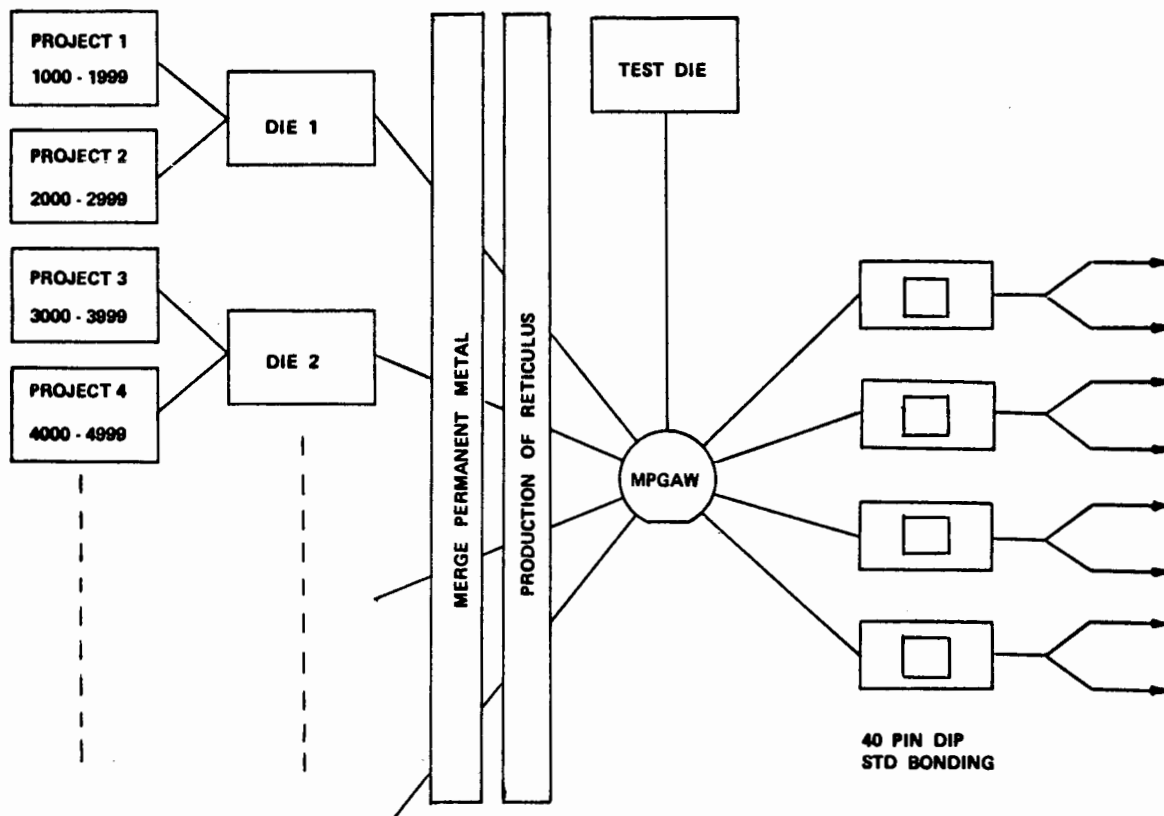 PROJECT 1
1000 - 1999
PROJECT 2
2000 - 2999
PROJECT 3
3000 - 3999
PROJECT 4
4000 - 4999
DIE 1
DIE 2
MERGE PERMANENT METAL
PRODUCTION OF RETICULUS
TEST DIE
MPGAW
40 PIN DIP
STD BONDING